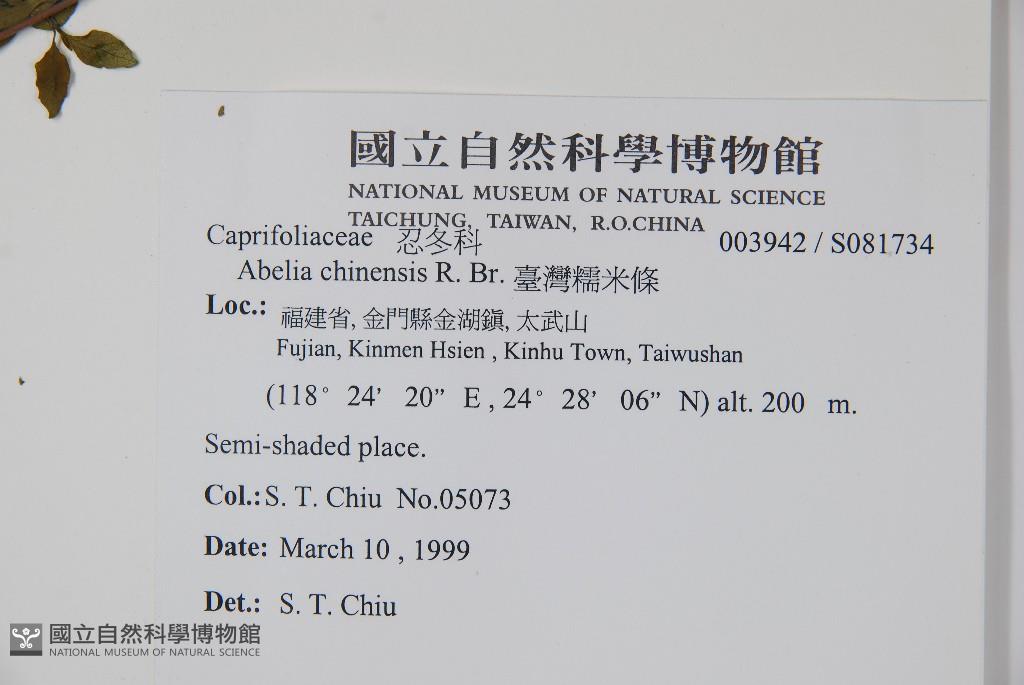 國立自然科學博物館
NATIONAL MUSEUM OF NATURAL SCIENCE
TAICHUNG, TAIWAN, R.O.CHINA
Caprifoliaceae 忍冬科 003942 / S081734
Abelia chinensis R. Br. 臺灣糯米條
Loc.: 福建省, 金門縣金湖鎮, 太武山
Fujian, Kinmen Hsien , Kinhu Town, Taiwushan
(118° 24’ 20” E , 24° 28’ 06” N) alt. 200 m.
Semi-shaded place.
Col.: S. T. Chiu No.05073
Date: March 10 , 1999
Det.: S. T. Chiu
國立自然科學博物館
NATIONAL MUSEUM OF NATURAL SCIENCE